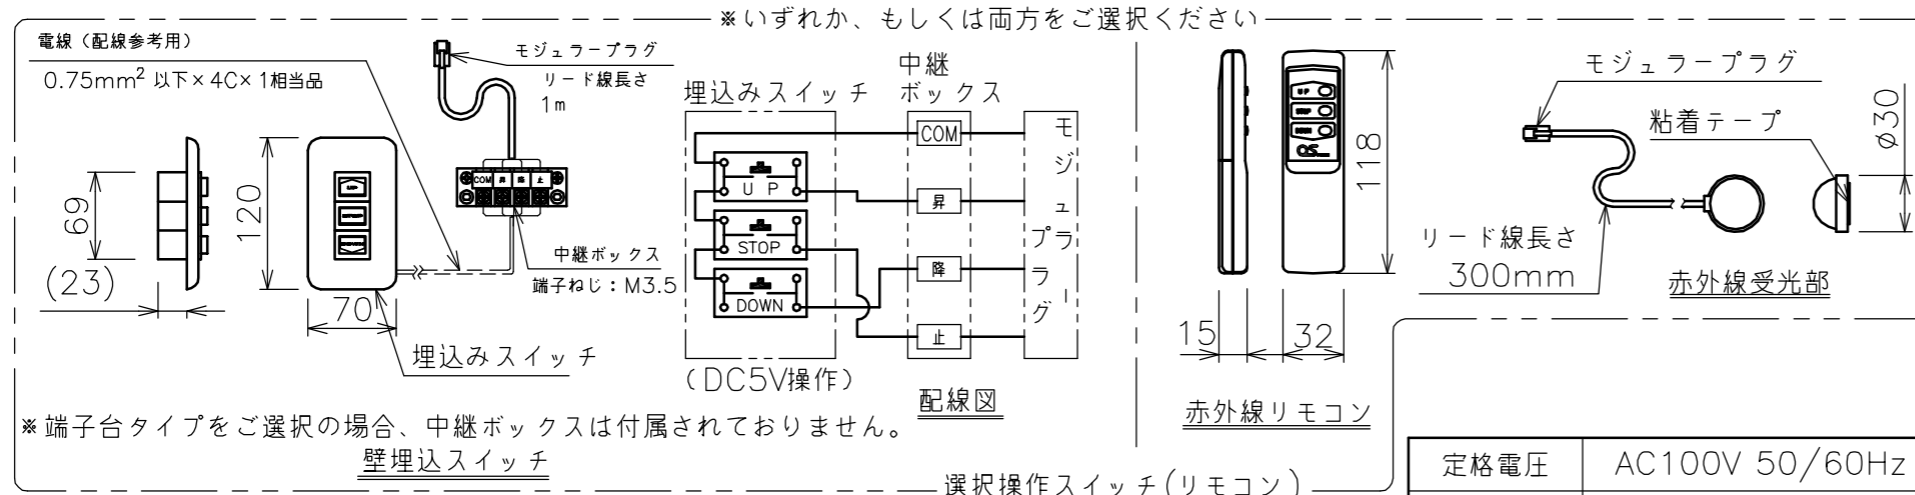 ※いずれか、もしくは両方をご選択ください
電線（配線参考用）
0.75mm² 以下×4C×1相当品
モジュラープラグ
リード線長さ
1m
69
(23)
120
70
COM 昇 降 止
中継ボックス
端子ねじ：M3.5
埋込みスイッチ
※端子台タイプをご選択の場合、中継ボックスは付属されておりません。
壁埋込スイッチ
埋込みスイッチ
中継
ボックス
UP
STOP
DOWN
COM
昇
降
止
モジュラープラグ
(DC5V操作)
配線図
UP
STOP
DOWN
OS
118
15
32
赤外線リモコン
モジュラープラグ
粘着テープ
ø30
リード線長さ
300mm
赤外線受光部
選択操作スイッチ(リモコン)
定格電圧 AC100V 50/60Hz